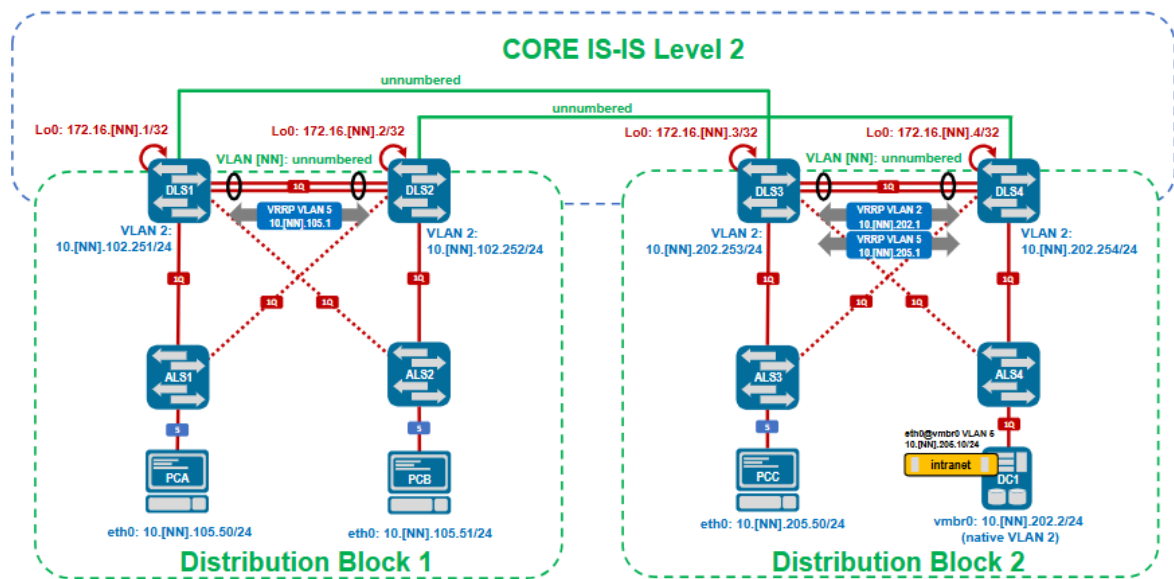 CORE IS-IS Level 2
unnumbered
unnumbered
Lo0: 172.16.[NN].1/32
Lo0: 172.16.[NN].2/32
Lo0: 172.16.[NN].3/32
Lo0: 172.16.[NN].4/32
VLAN [NN]: unnumbered
VLAN [NN]: unnumbered
DLS1
1Q
DLS2
DLS3
1Q
DLS4
VRRP VLAN 5
10.[NN].105.1
VRRP VLAN 2
10.[NN].202.1
VRRP VLAN 5
10.[NN].205.1
VLAN 2:
10.[NN].102.251/24
VLAN 2:
10.[NN].102.252/24
VLAN 2:
10.[NN].202.253/24
VLAN 2:
10.[NN].202.254/24
1Q
1Q
1Q
1Q
1Q
1Q
1Q
1Q
ALS1
ALS2
ALS3
ALS4
5
5
5
1Q
eth0@vmbr0 VLAN 5
10.[NN].205.10/24
intranet
PCA
PCB
PCC
DC1
eth0: 10.[NN].105.50/24
eth0: 10.[NN].105.51/24
eth0: 10.[NN].205.50/24
vmbr0: 10.[NN].202.2/24
(native VLAN 2)
Distribution Block 1
Distribution Block 2